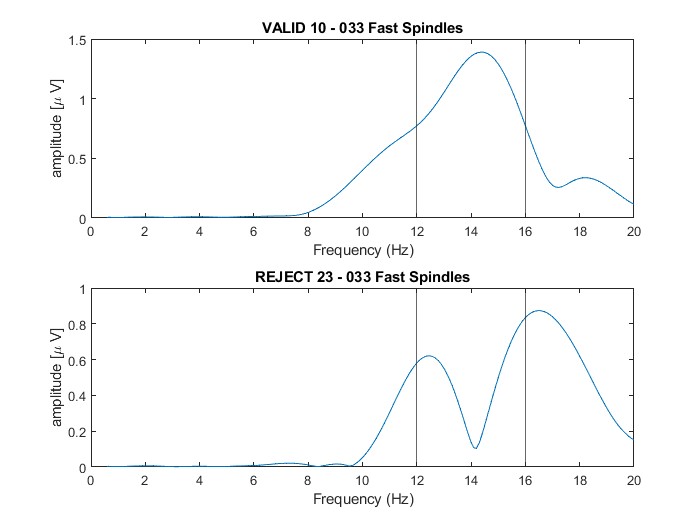 VALID 10 - 033 Fast Spindles
1.5
1
0.5
0
amplitude [μ V]
0 2 4 6 8 10 12 14 16 18 20
Frequency (Hz)
REJECT 23 - 033 Fast Spindles
1
0.8
0.6
0.4
0.2
0
amplitude [μ V]
0 2 4 6 8 10 12 14 16 18 20
Frequency (Hz)